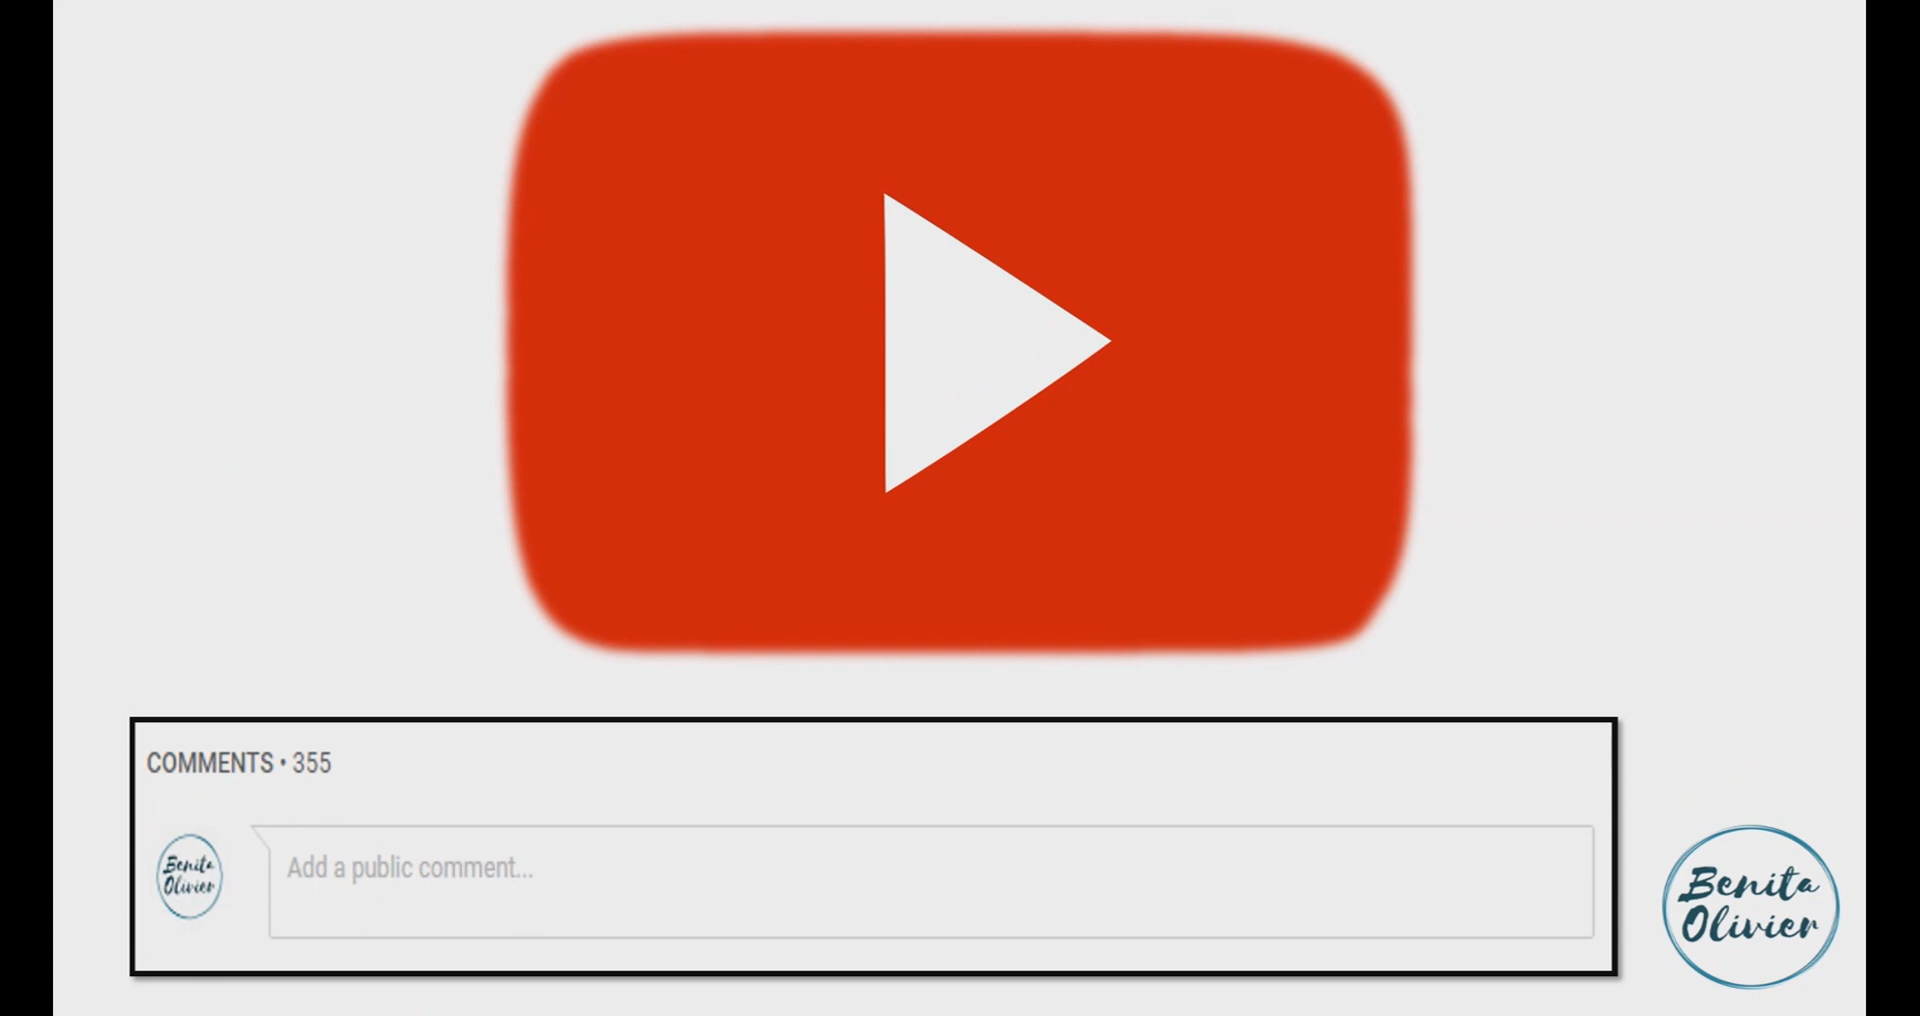 COMMENTS • 355
Benita
Olivier
Add a public comment...
Benita
Olivier